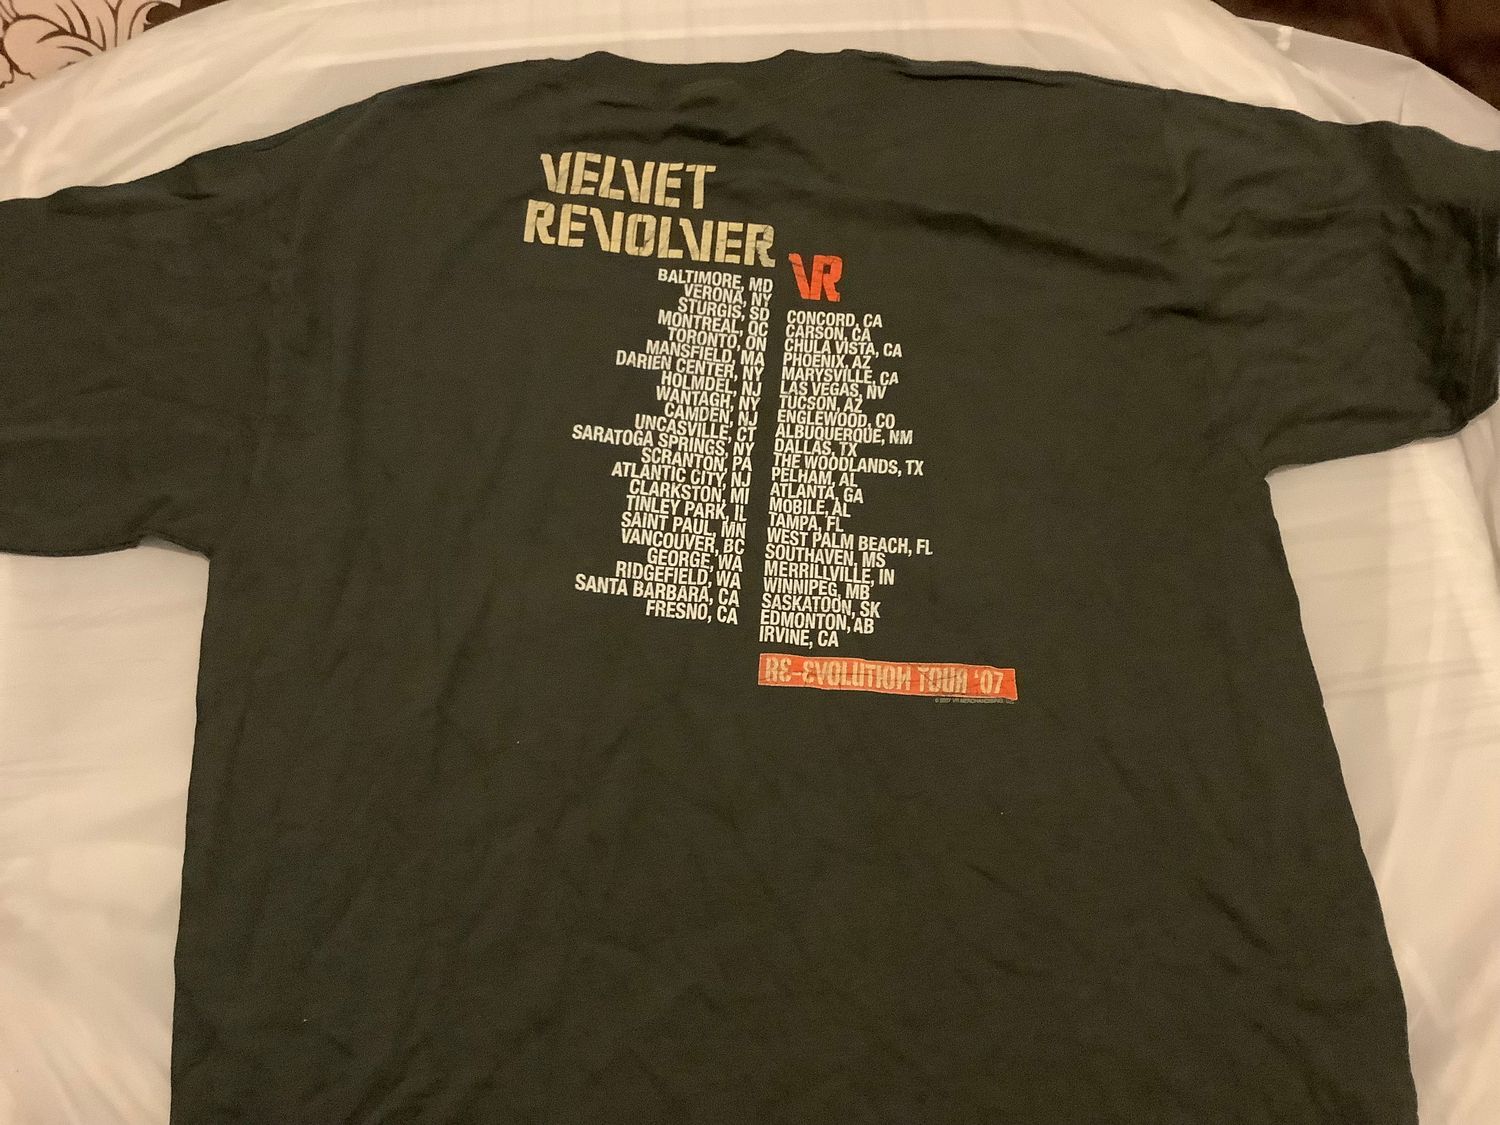 VELVET
REVOLVER
BALTIMORE, MD
VERONA, NY
STURGIS, SD
MONTREAL, QC
TORONTO, ON
MANSFIELD, MA
DARIEN CENTER, NY
HOLMDEL, NJ
WANTAGH, NY
CAMDEN, NJ
UNCASVILLE, CT
SARATOGA SPRINGS, NY
SCRANTON, PA
ATLANTIC CITY, NJ
CLARKSTON, MI
TINLEY PARK, IL
SAINT PAUL, MN
VANCOUVER, BC
GEORGE, WA
RIDGEFIELD, WA
SANTA BARBARA, CA
FRESNO, CA
VR
CONCORD, CA
CARSON, CA
CHULA VISTA, CA
PHOENIX, AZ
MARYSVILLE, CA
LAS VEGAS, NV
TUCSON, AZ
ENGLEWOOD, CO
ALBUQUERQUE, NM
DALLAS, TX
THE WOODLANDS, TX
PELHAM, AL
ATLANTA, GA
MOBILE, AL
TAMPA, FL
WEST PALM BEACH, FL
SOUTHAVEN, MS
MERRILLVILLE, IN
WINNIPEG, MB
SASKATOON, SK
EDMONTON, AB
IRVINE, CA
RE-EVOLUTION TOUR '07
© 2007 VR MERCHANDISING,